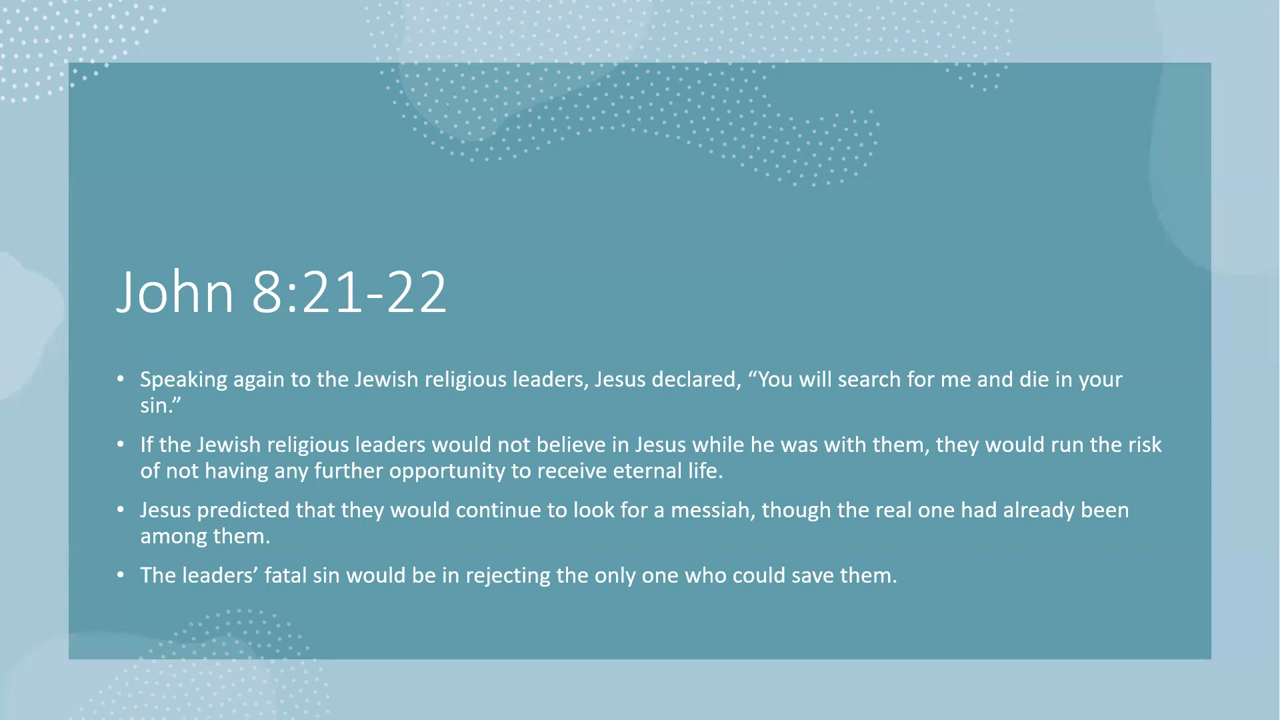 John 8:21-22
• Speaking again to the Jewish religious leaders, Jesus declared, “You will search for me and die in your
sin.”
• If the Jewish religious leaders would not believe in Jesus while he was with them, they would run the risk
of not having any further opportunity to receive eternal life.
• Jesus predicted that they would continue to look for a messiah, though the real one had already been
among them.
• The leaders’ fatal sin would be in rejecting the only one who could save them.